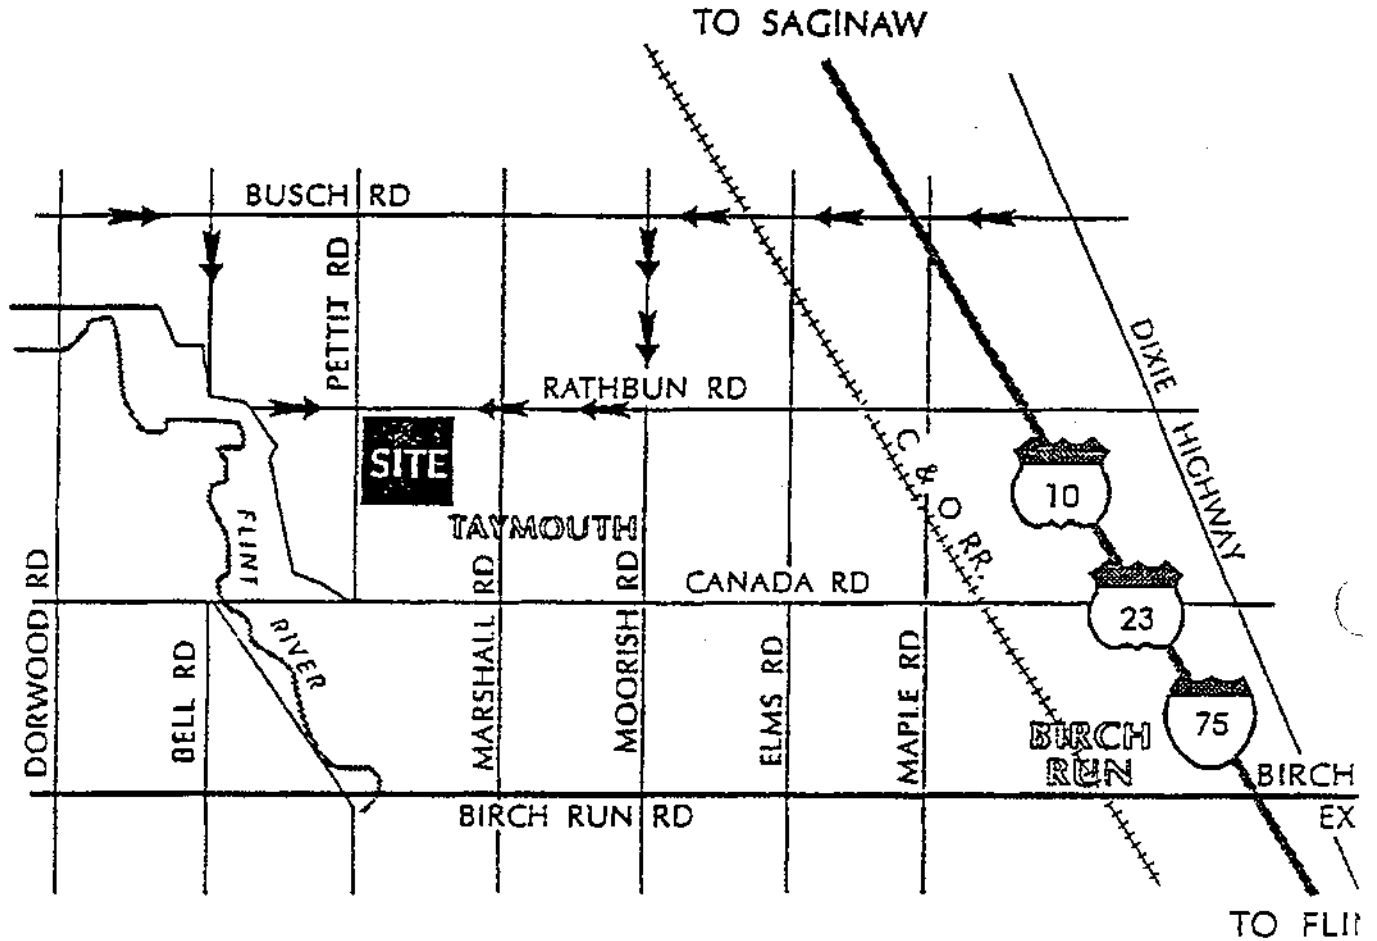 TO SAGINAW
BUSCH RD
PETTIT RD
DIXIE HIGHWAY
RATHBUN RD
SITE
C & O RR.
10
TAYMOUTH
FLINT RIVER
CANADA RD
23
DORWOOD RD
BELL RD
MARSHALL RD
MOORISH RD
ELMS RD
MAPLE RD
75
BIRCH
RUN
BIRCH
BIRCH RUN RD
EX
TO FLIN